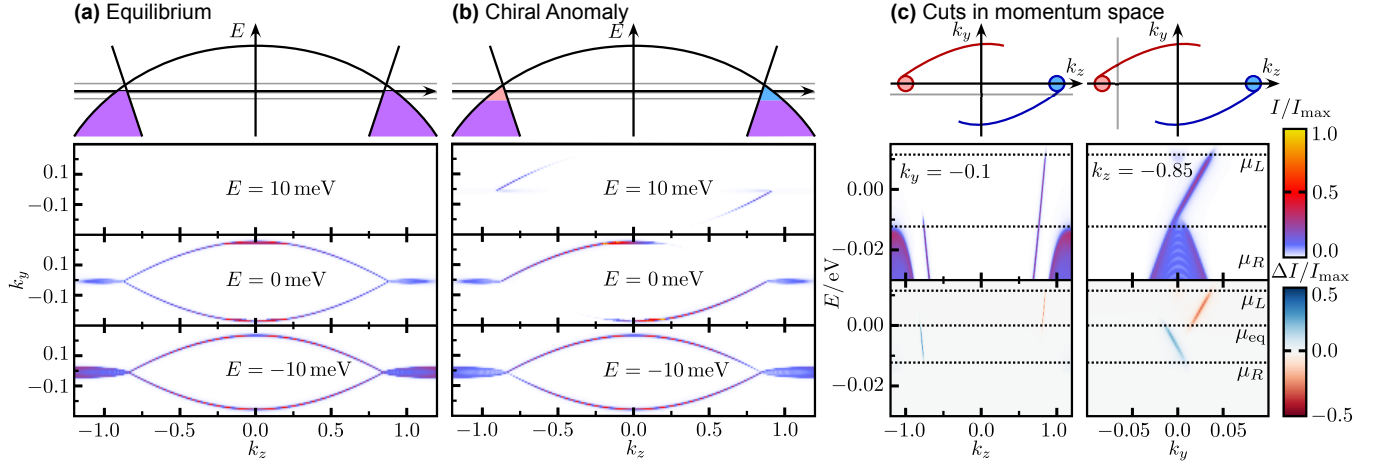 (a) Equilibrium
E
0.1
−0.1
E = 10 meV
0.1
−0.1
E = 0 meV
0.1
−0.1
E = −10 meV
k_y
−1.0 −0.5 0.0 0.5 1.0
k_z
(b) Chiral Anomaly
E
E = 10 meV
E = 0 meV
E = −10 meV
−1.0 −0.5 0.0 0.5 1.0
k_z
(c) Cuts in momentum space
k_y
k_z
k_y
k_z
k_y = −0.1
k_z = −0.85
μ_L
μ_R
0.00
−0.02
E/eV
0.00
−0.02
μ_L
μ_eq
μ_R
−1 0 1
k_z
−0.05 0.00 0.05
k_y
I/I_max
1.0
0.5
0.0
ΔI/I_max
0.5
0.0
−0.5